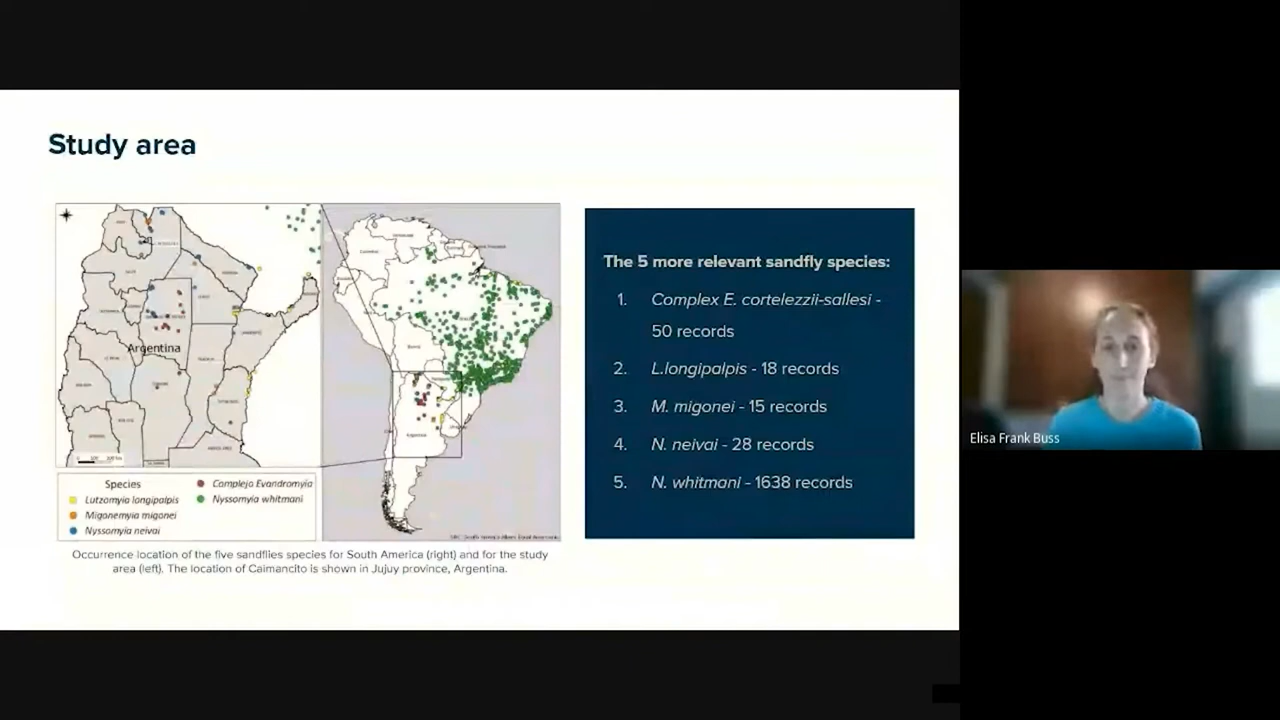 Study area
Argentina
Species
Lutzomyia longipalpis
Migonemyia migonei
Nyssomyia neivai
Complejo Evandromyia
Nyssomyia whitmani
Occurrence location of the five sandflies species for South America (right) and for the study
area (left). The location of Caimancito is shown in Jujuy province, Argentina.
The 5 more relevant sandfly species:
1. Complex E. cortelezzii-sallesi -
50 records
2. L.longipalpis - 18 records
3. M. migonei - 15 records
4. N. neivai - 28 records
5. N. whitmani - 1638 records
Elisa Frank Buss